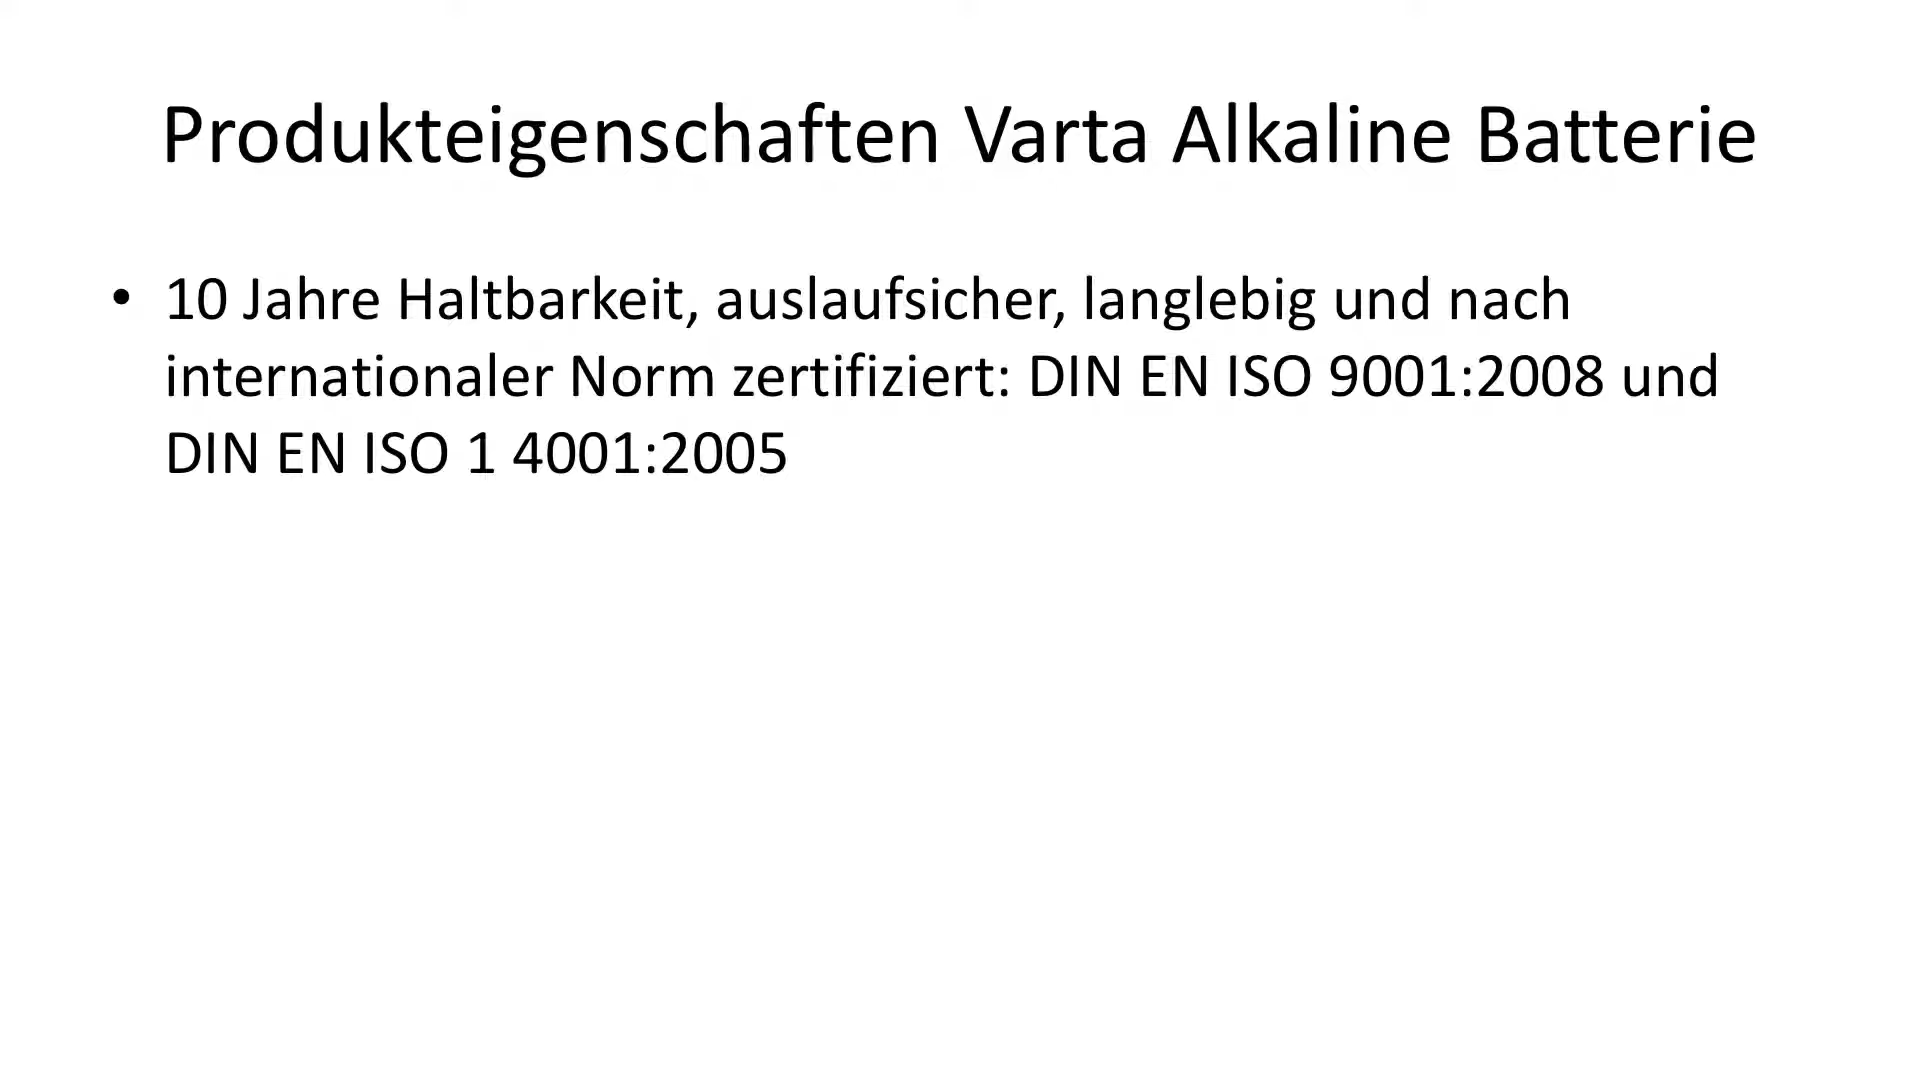 Produkteigenschaften Varta Alkaline Batterie
• 10 Jahre Haltbarkeit, auslaufsicher, langlebig und nach
internationaler Norm zertifiziert: DIN EN ISO 9001:2008 und
DIN EN ISO 1 4001:2005